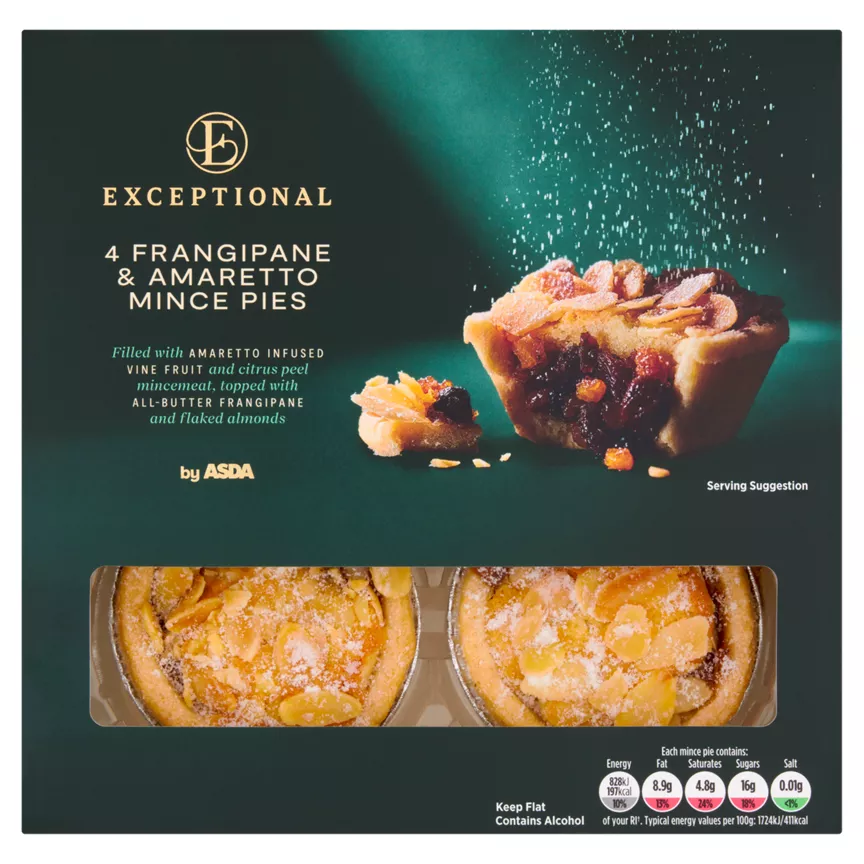 E
EXCEPTIONAL
4 FRANGIPANE
& AMARETTO
MINCE PIES
Filled with AMARETTO INFUSED
VINE FRUIT and citrus peel
mincemeat, topped with
ALL-BUTTER FRANGIPANE
and flaked almonds
by ASDA
Serving Suggestion
Keep Flat
Contains Alcohol
Each mince pie contains:
Energy Fat Saturates Sugars Salt
828kJ
197kcal 8.9g 4.8g 16g 0.01g
10% 13% 24% 18% <1%
of your RI¹. Typical energy values per 100g: 1724kJ/411kcal